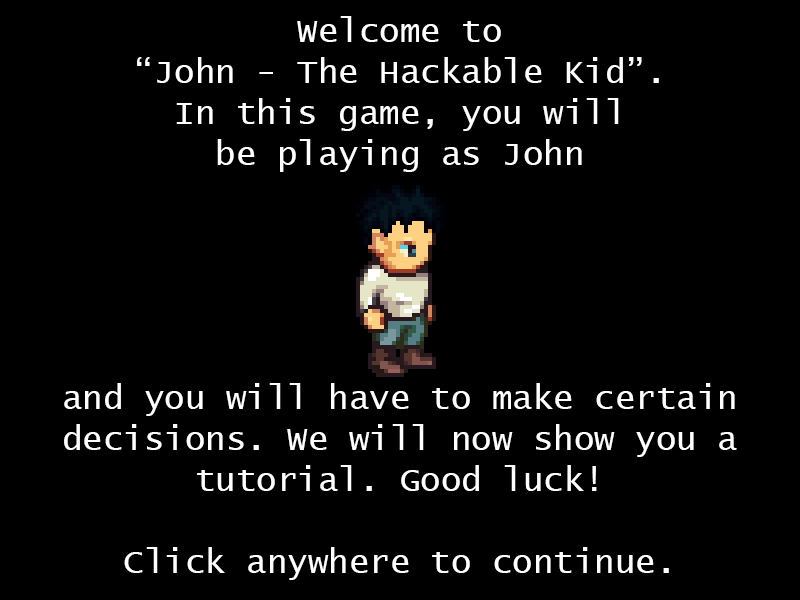 Welcome to
“John - The Hackable Kid”.
In this game, you will
be playing as John
and you will have to make certain
decisions. We will now show you a
tutorial. Good luck!
Click anywhere to continue.